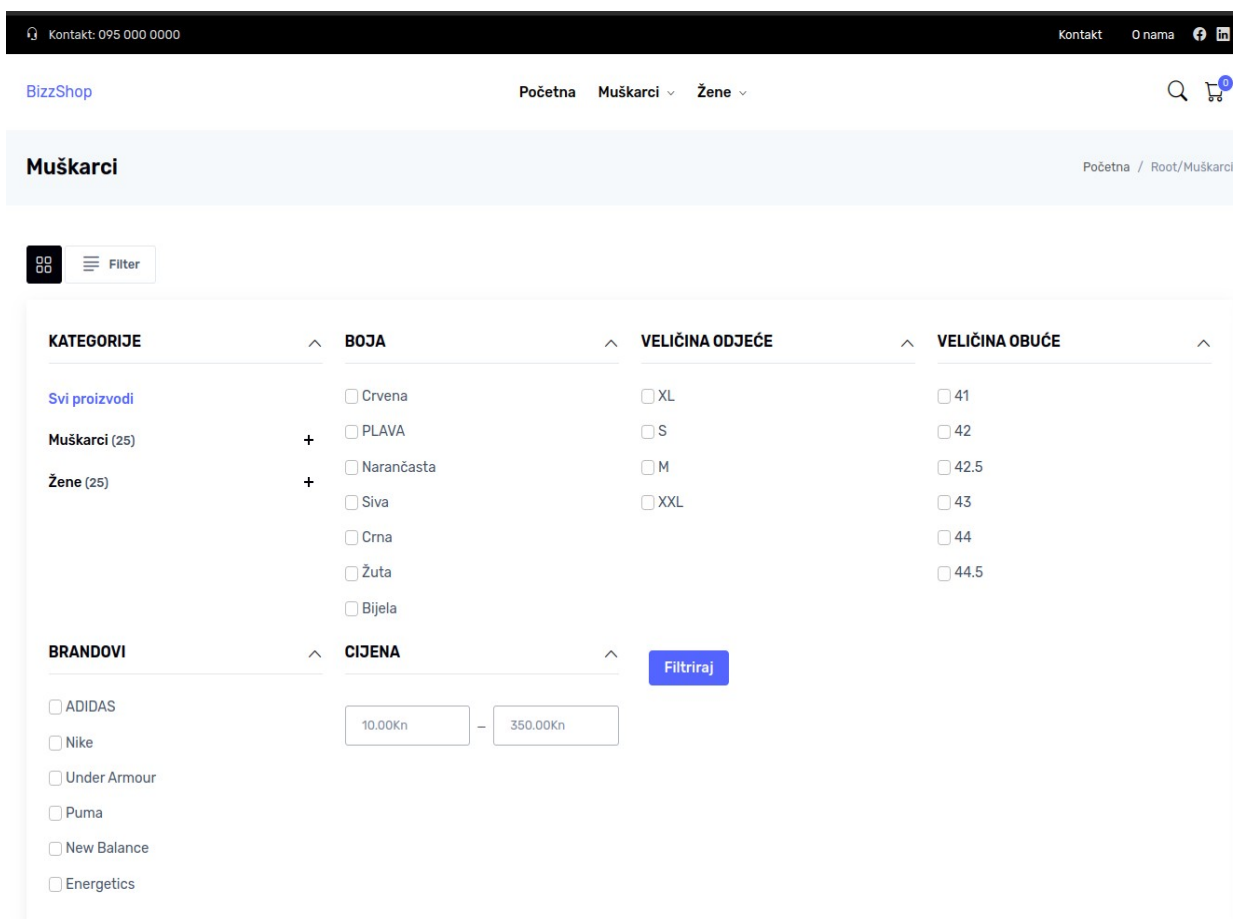 Kontakt: 095 000 0000
Kontakt O nama
BizzShop
Početna Muškarci Žene
0
Muškarci
Početna / Root/Muškarci
Filter
KATEGORIJE
Svi proizvodi
Muškarci (25) +
Žene (25) +
BOJA
Crvena
PLAVA
Narančasta
Siva
Crna
Žuta
Bijela
VELIČINA ODJEĆE
XL
S
M
XXL
VELIČINA OBUĆE
41
42
42.5
43
44
44.5
BRANDOVI
ADIDAS
Nike
Under Armour
Puma
New Balance
Energetics
CIJENA
10.00Kn – 350.00Kn
Filtriraj